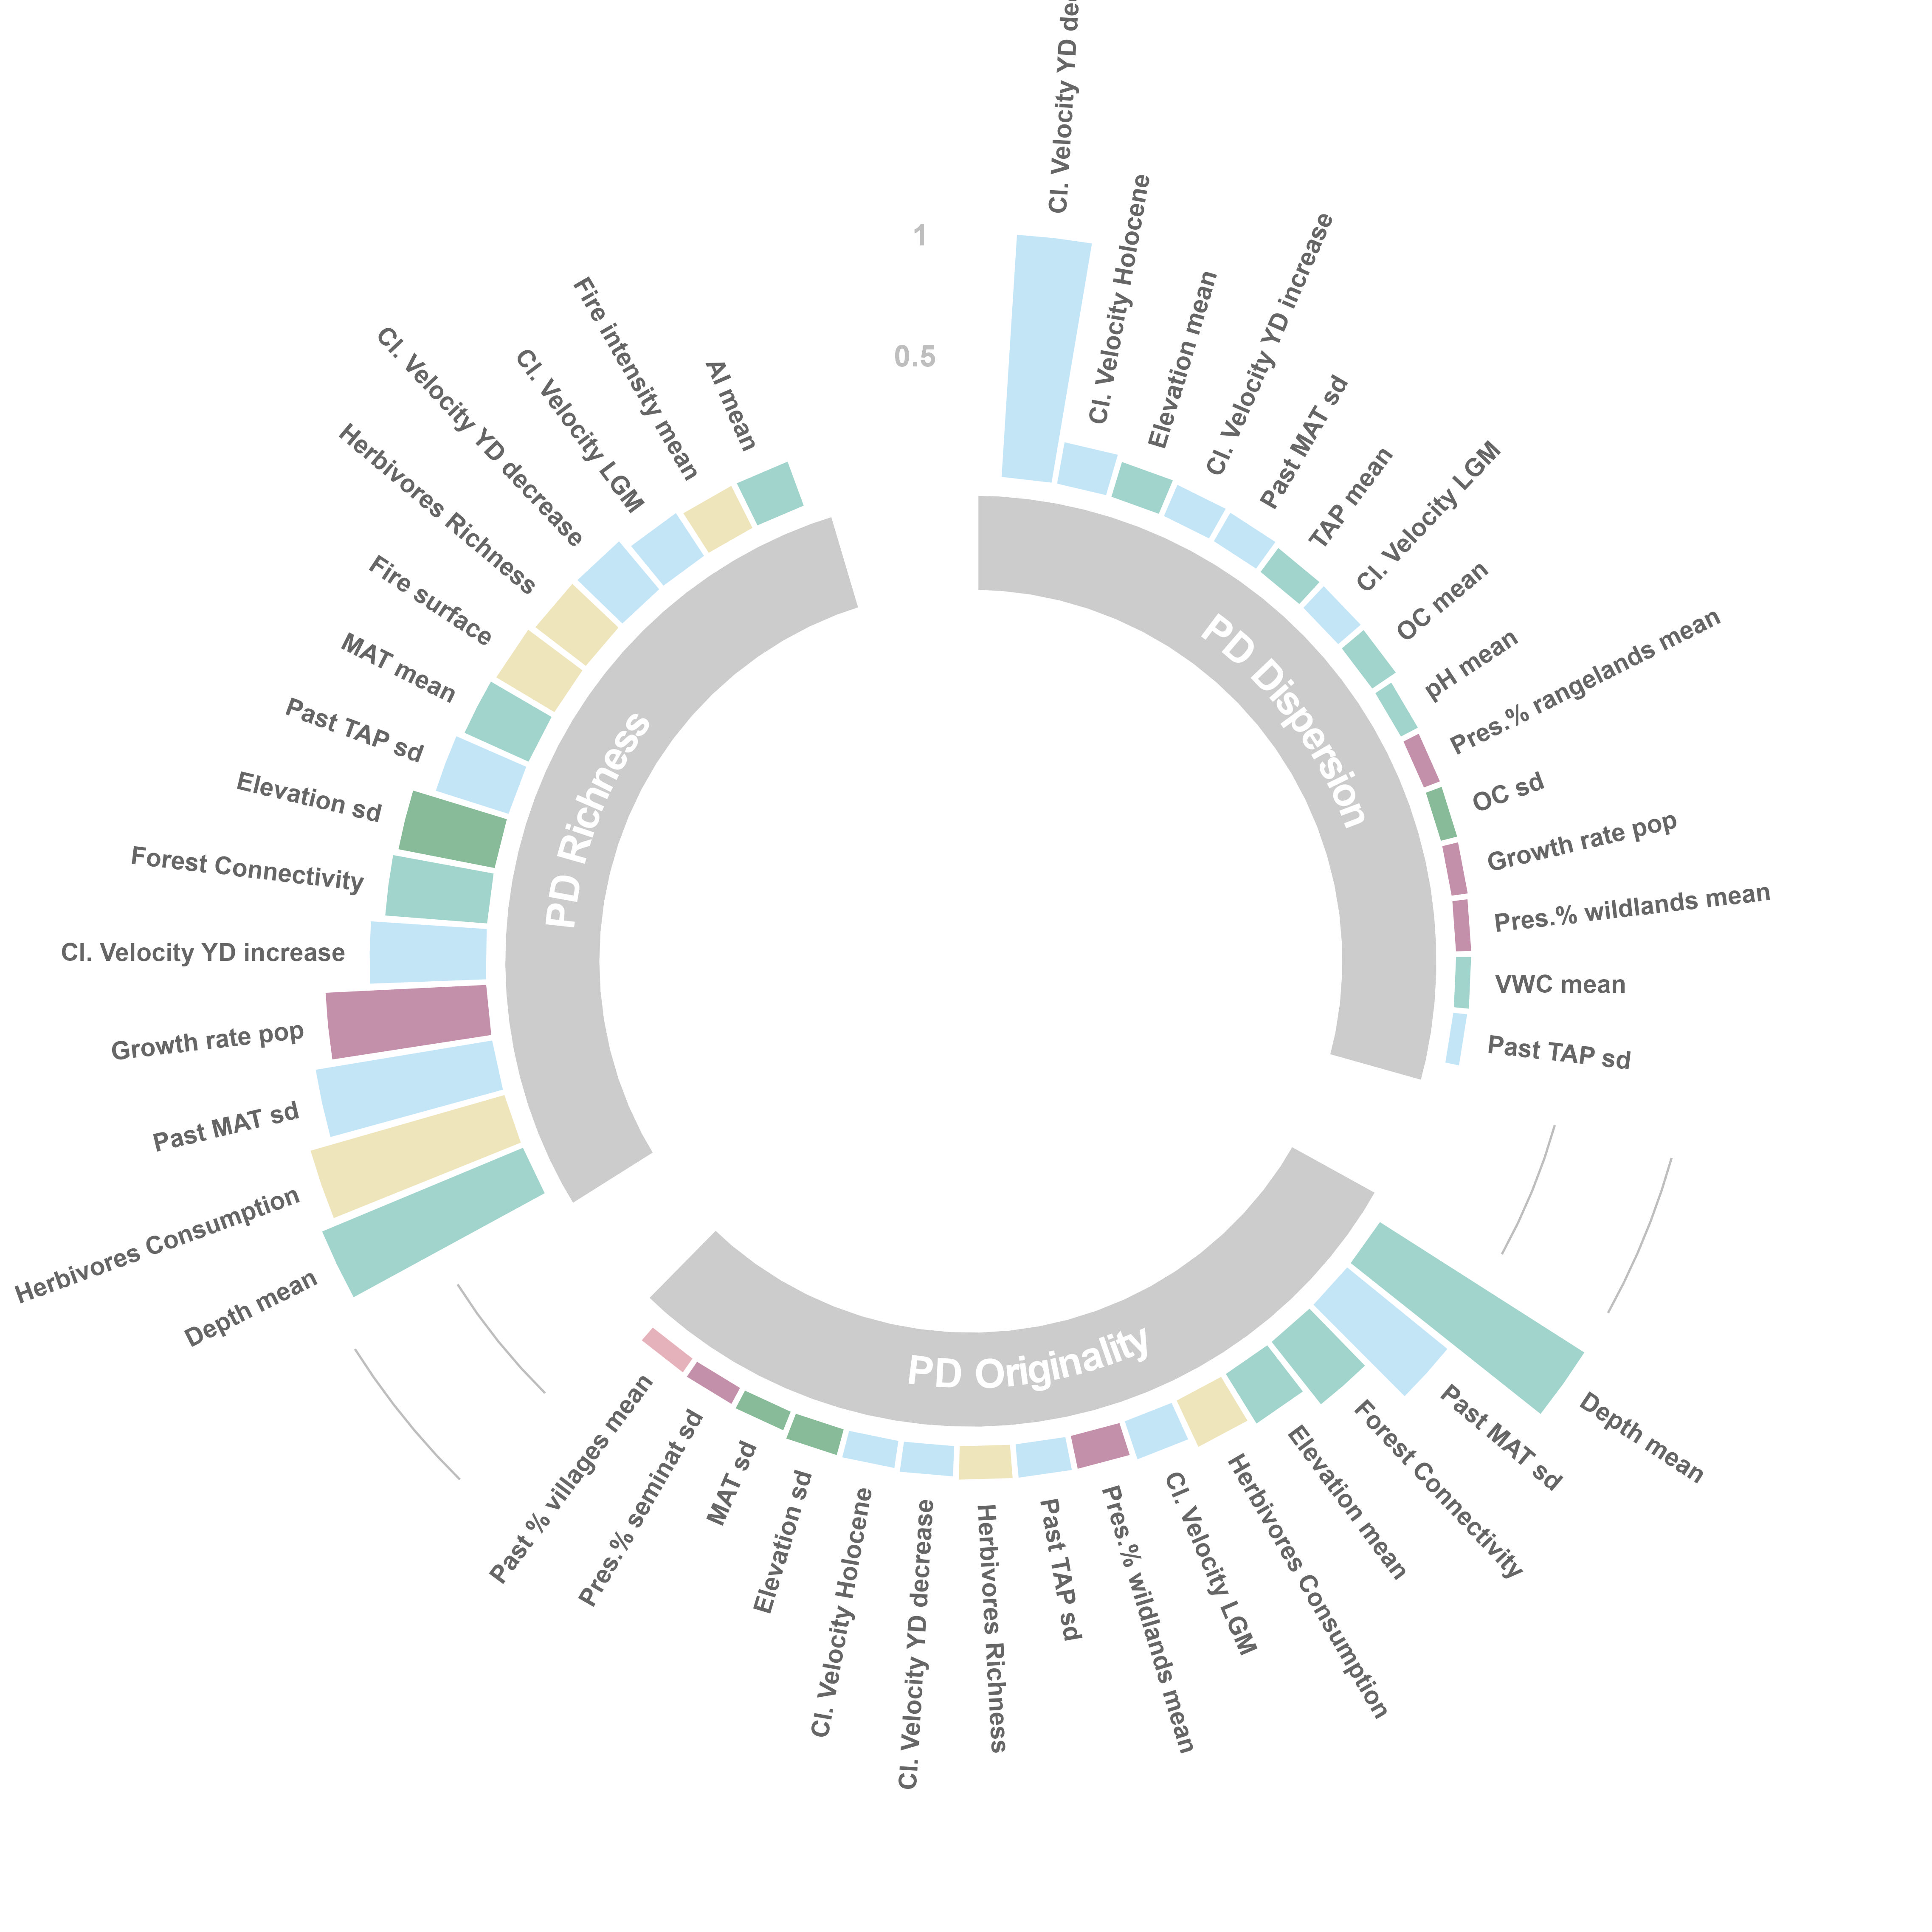 1
0.5
Cl. Velocity YD
Cl. Velocity Holocene
Elevation mean
Cl. Velocity YD increase
Past MAT sd
TAP mean
Cl. Velocity LGM
OC mean
pH mean
Pres.% rangelands mean
OC sd
Growth rate pop
Pres.% wildlands mean
VWC mean
Past TAP sd
PD Dispersion
Depth mean
Past MAT sd
Forest Connectivity
Elevation mean
Herbivores Consumption
Cl. Velocity LGM
Pres.% wildlands mean
Past TAP sd
Herbivores Richness
Cl. Velocity YD decrease
Cl. Velocity Holocene
Elevation sd
MAT sd
Pres.% seminat sd
Past % villages mean
PD Originality
Depth mean
Herbivores Consumption
Past MAT sd
Growth rate pop
Cl. Velocity YD increase
Forest Connectivity
Elevation sd
Past TAP sd
MAT mean
Fire surface
Herbivores Richness
Cl. Velocity YD decrease
Cl. Velocity LGM
Fire intensity mean
AI mean
PD Richness